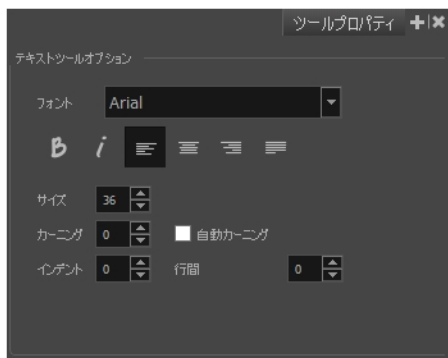 ツールプロパティ
テキストツールオプション
フォント Arial
B i
サイズ 36
カーニング 0 自動カーニング
インデント 0 行間 0